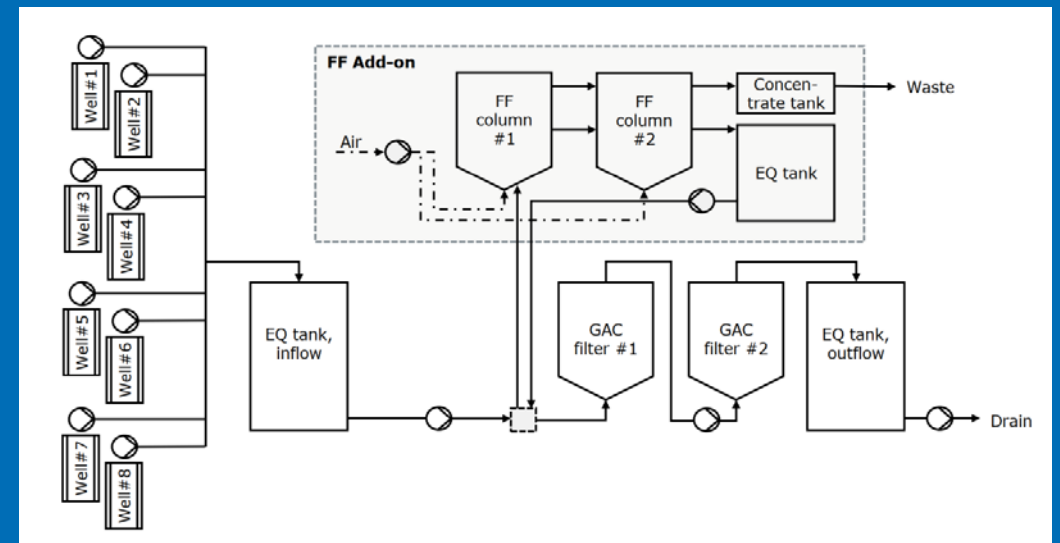 Well#1
Well#2
Well#3
Well#4
Well#5
Well#6
Well#7
Well#8
FF Add-on
Air
FF
column
#1
FF
column
#2
Concen-
trate tank
Waste
EQ tank
EQ tank,
inflow
GAC
filter #1
GAC
filter #2
EQ tank,
outflow
Drain